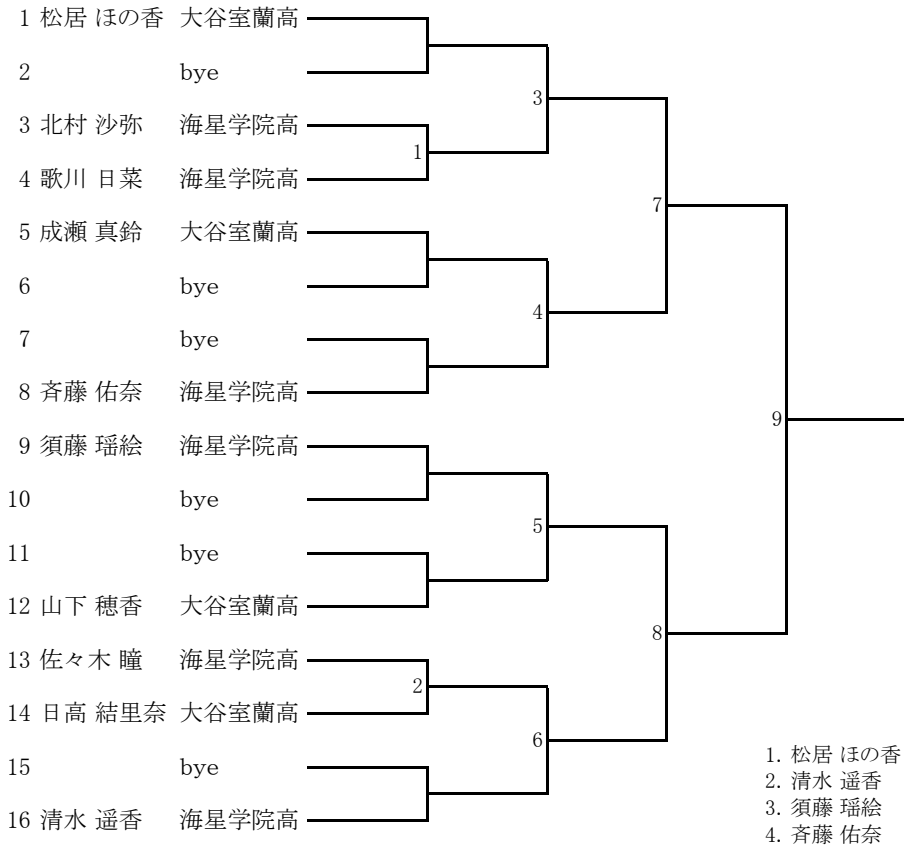 1 松居 ほの香 大谷室蘭高
2 bye
3
3 北村 沙弥 海星学院高
1
4 歌川 日菜 海星学院高
7
5 成瀬 真鈴 大谷室蘭高
6 bye
4
7 bye
8 斉藤 佑奈 海星学院高
9
9 須藤 瑶絵 海星学院高
10 bye
5
11 bye
12 山下 穂香 大谷室蘭高
8
13 佐々木 瞳 海星学院高
2
14 日高 結里奈 大谷室蘭高
6
15 bye
16 清水 遥香 海星学院高
1. 松居 ほの香
2. 清水 遥香
3. 須藤 瑶絵
4. 斉藤 佑奈